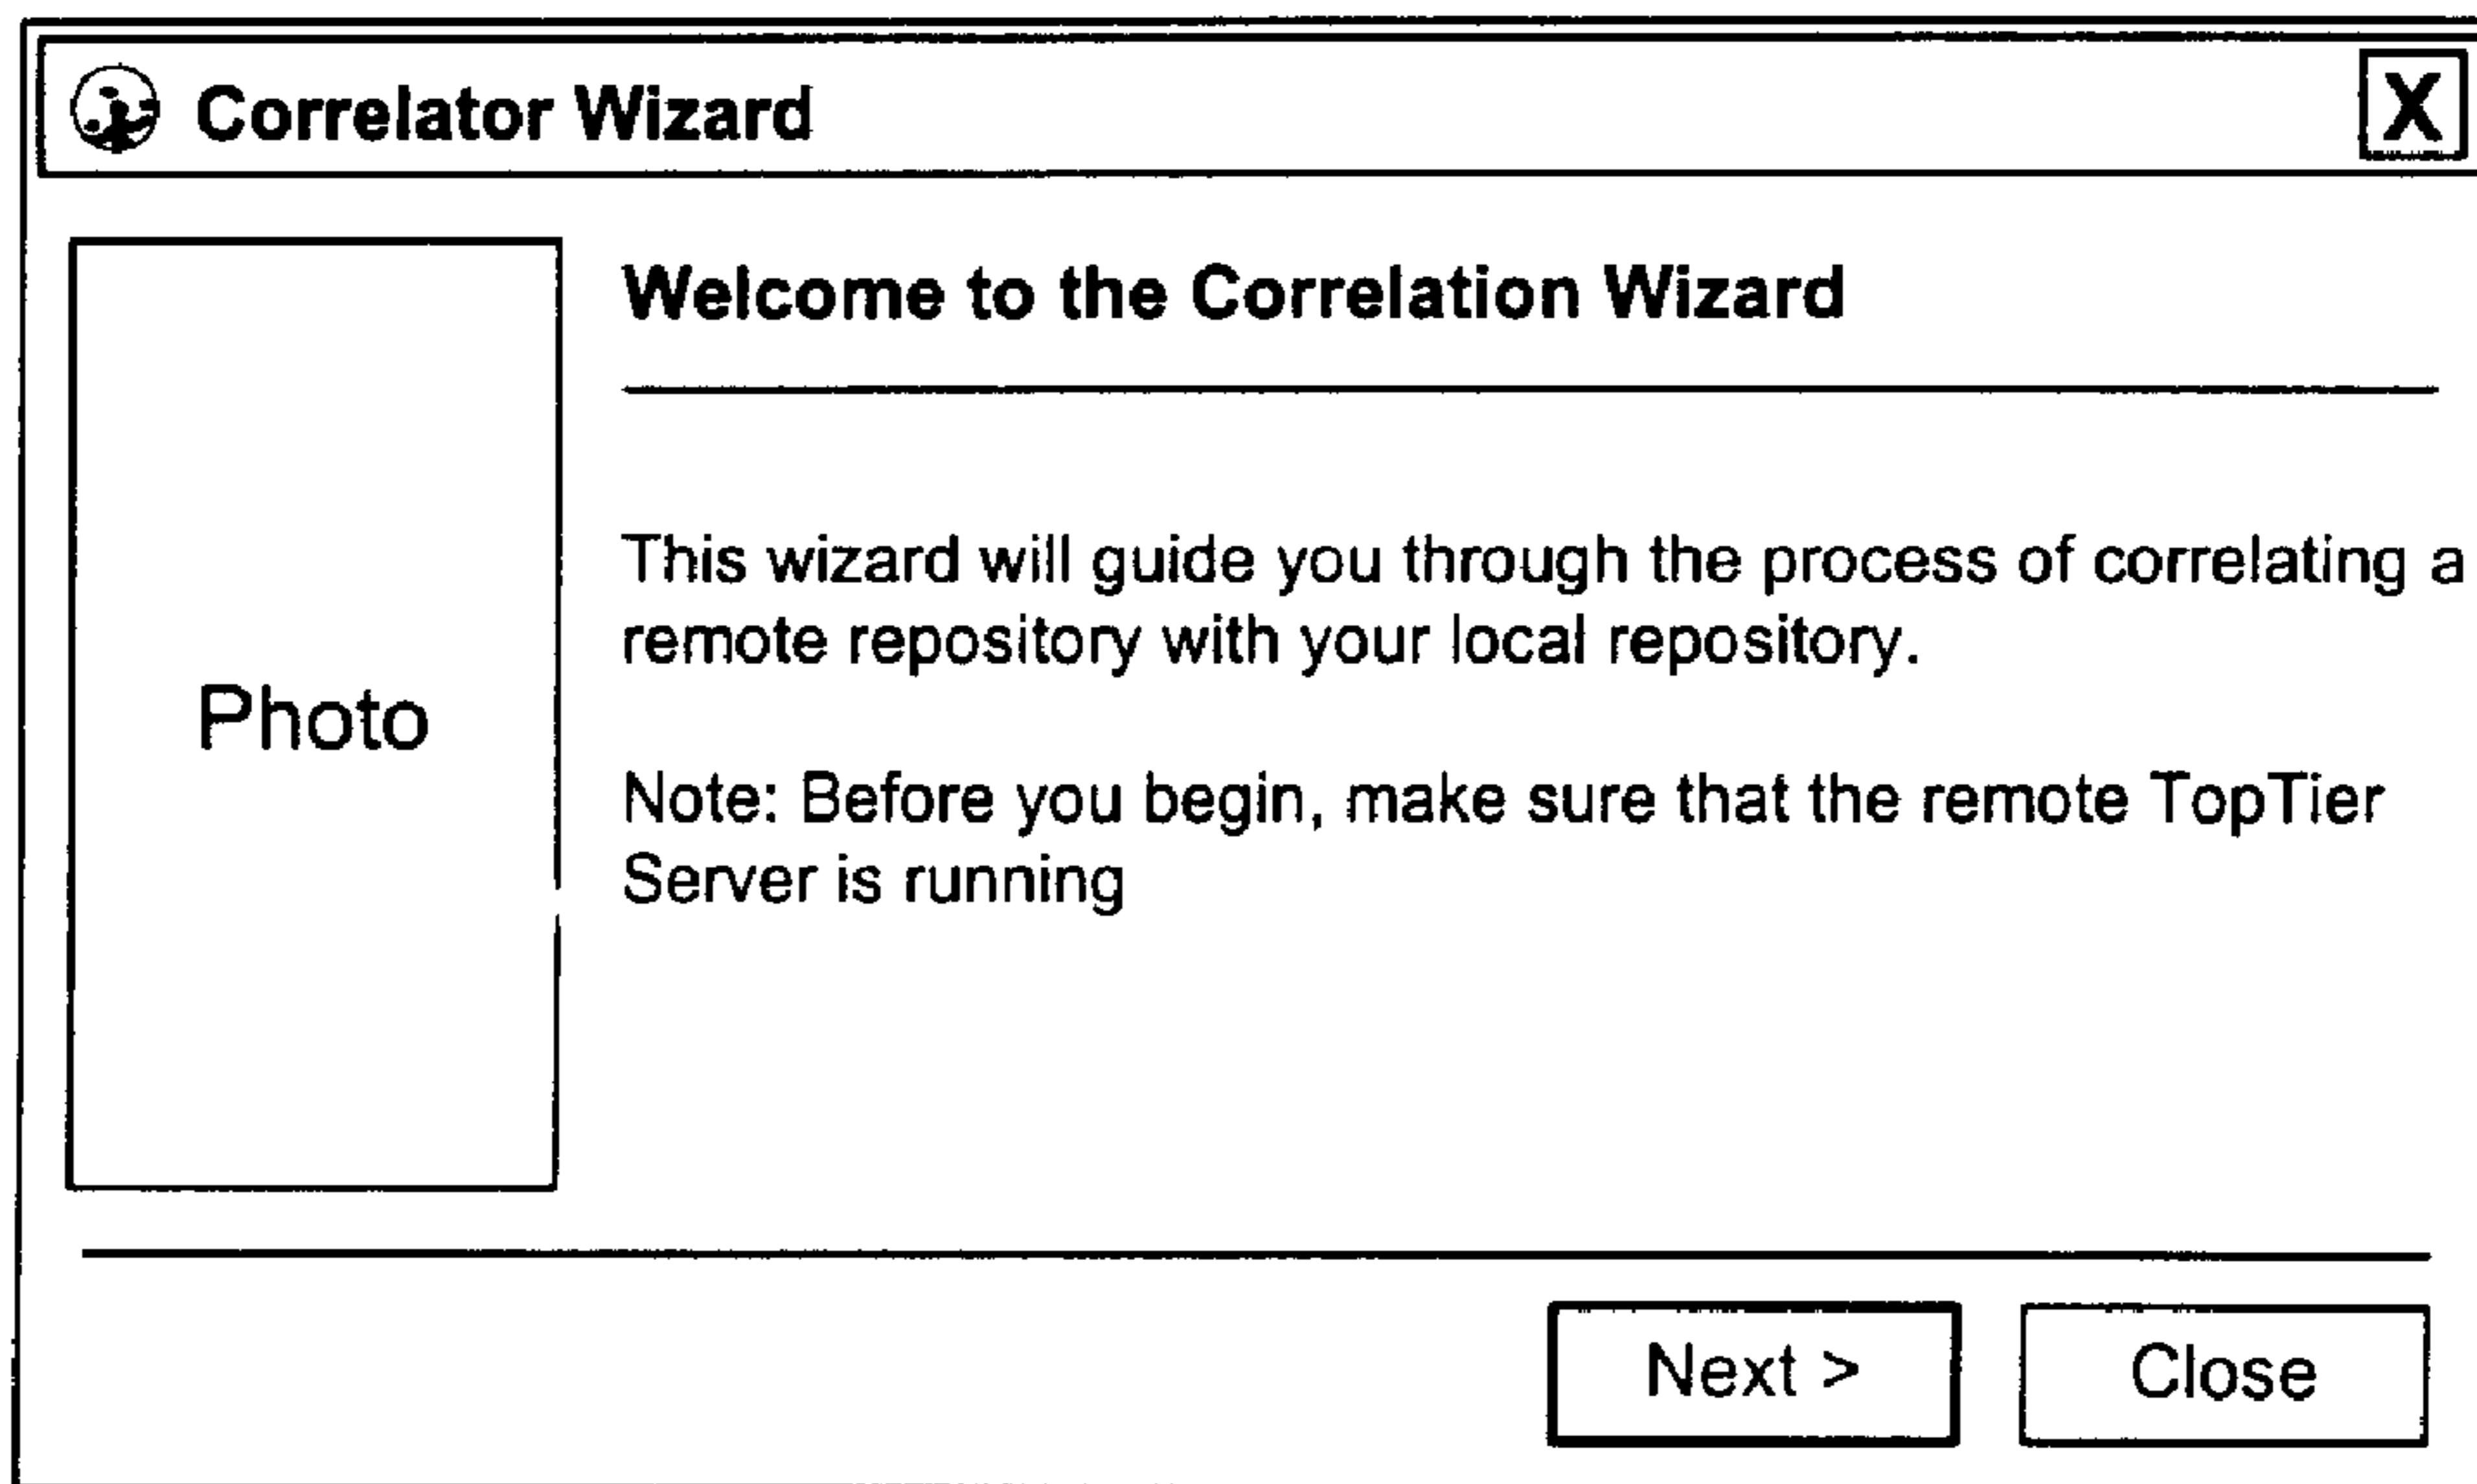 Correlator Wizard
X
Welcome to the Correlation Wizard
This wizard will guide you through the process of correlating a
remote repository with your local repository.
Photo
Note: Before you begin, make sure that the remote TopTier
Server is running
Next >
Close